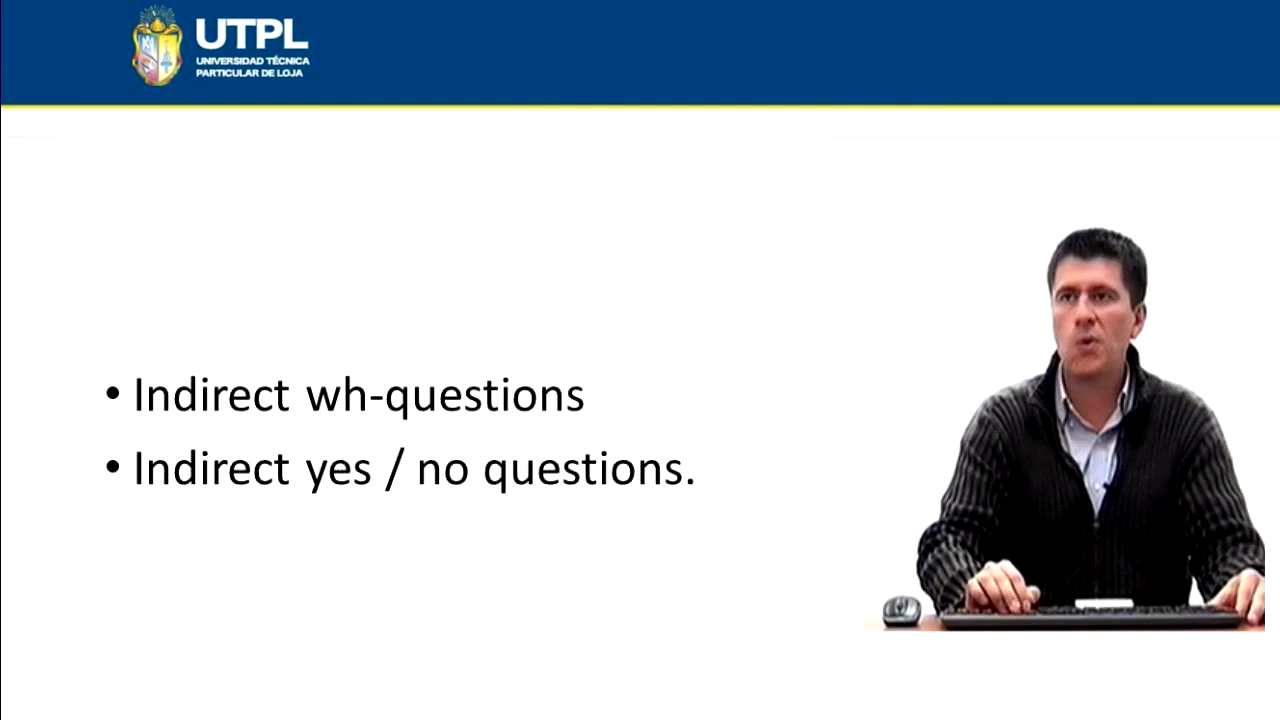 UTPL
UNIVERSIDAD TÉCNICA
PARTICULAR DE LOJA
• Indirect wh-questions
• Indirect yes / no questions.